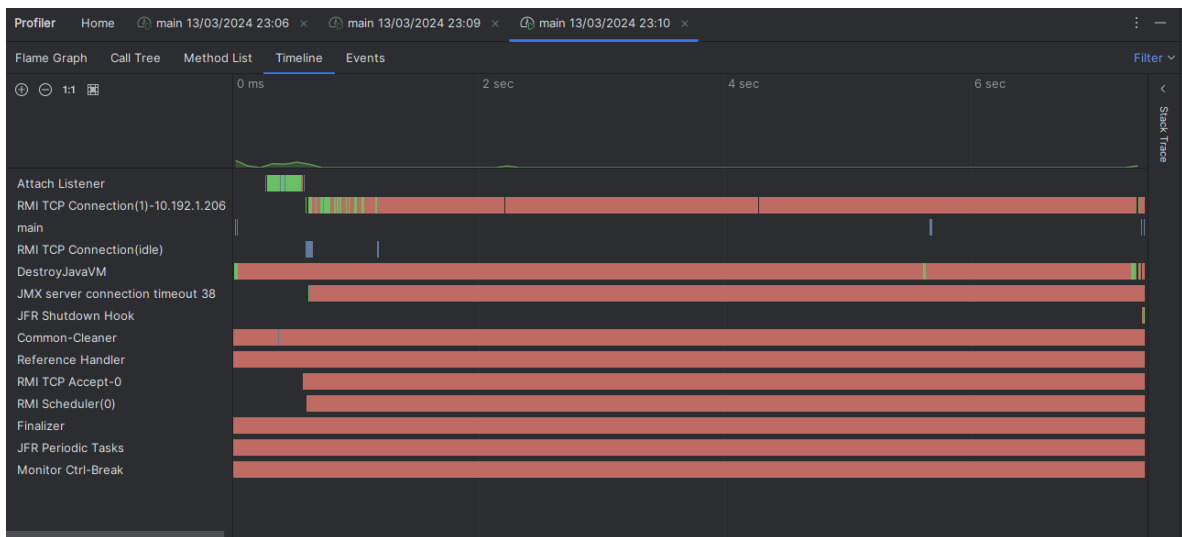 Profiler Home main 13/03/2024 23:06 × main 13/03/2024 23:09 × main 13/03/2024 23:10 ×
Flame Graph Call Tree Method List Timeline Events Filter
1:1 0 ms 2 sec 4 sec 6 sec
Stack Trace
Attach Listener
RMI TCP Connection(1)-10.192.1.206
main
RMI TCP Connection(idle)
DestroyJavaVM
JMX server connection timeout 38
JFR Shutdown Hook
Common-Cleaner
Reference Handler
RMI TCP Accept-0
RMI Scheduler(0)
Finalizer
JFR Periodic Tasks
Monitor Ctrl-Break